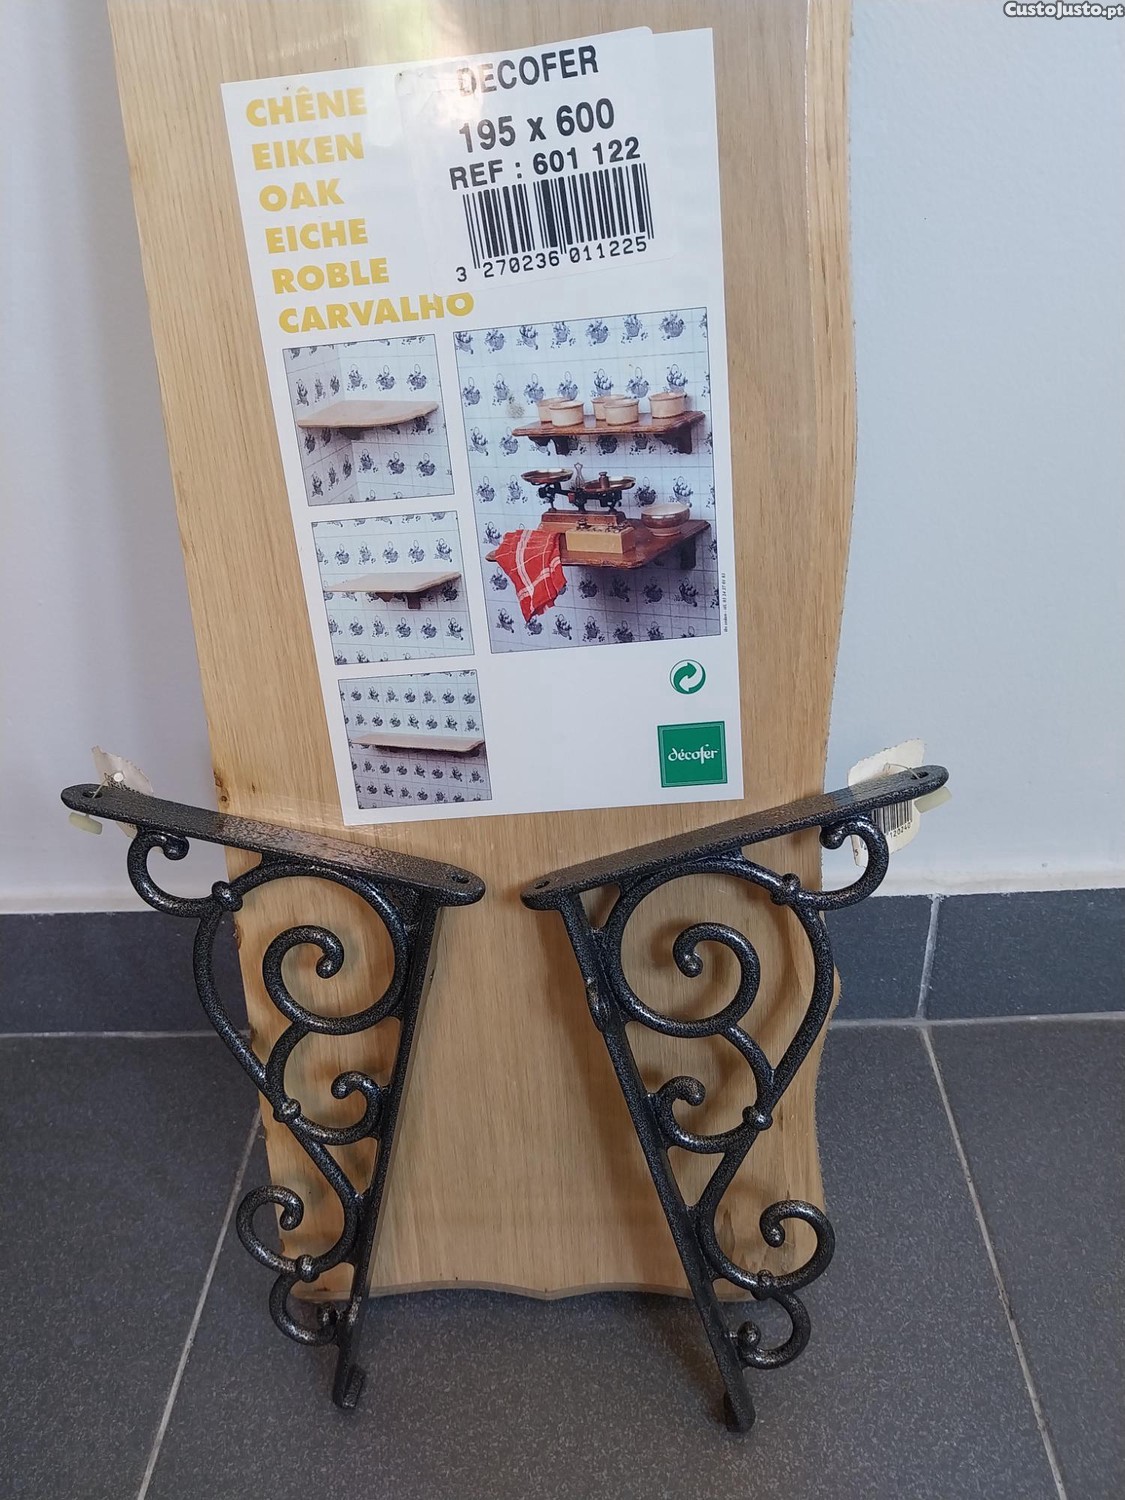 CustoJusto.pt
DECOFER
195 x 600
REF : 601 122
3 270236 011225
CHÊNE
EIKEN
OAK
EICHE
ROBLE
CARVALHO
décofer